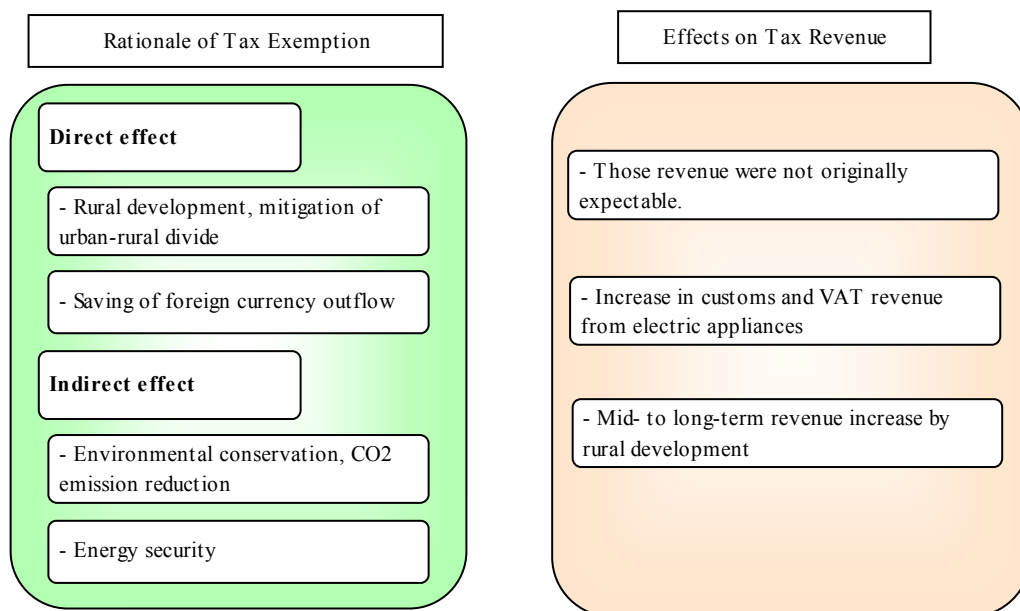 Rationale of Tax Exemption
Direct effect
- Rural development, mitigation of
urban-rural divide
- Saving of foreign currency outflow
Indirect effect
- Environmental conservation, CO2
emission reduction
- Energy security
Effects on Tax Revenue
- Those revenue were not originally
expectable.
- Increase in customs and VAT revenue
from electric appliances
- Mid- to long-term revenue increase by
rural development